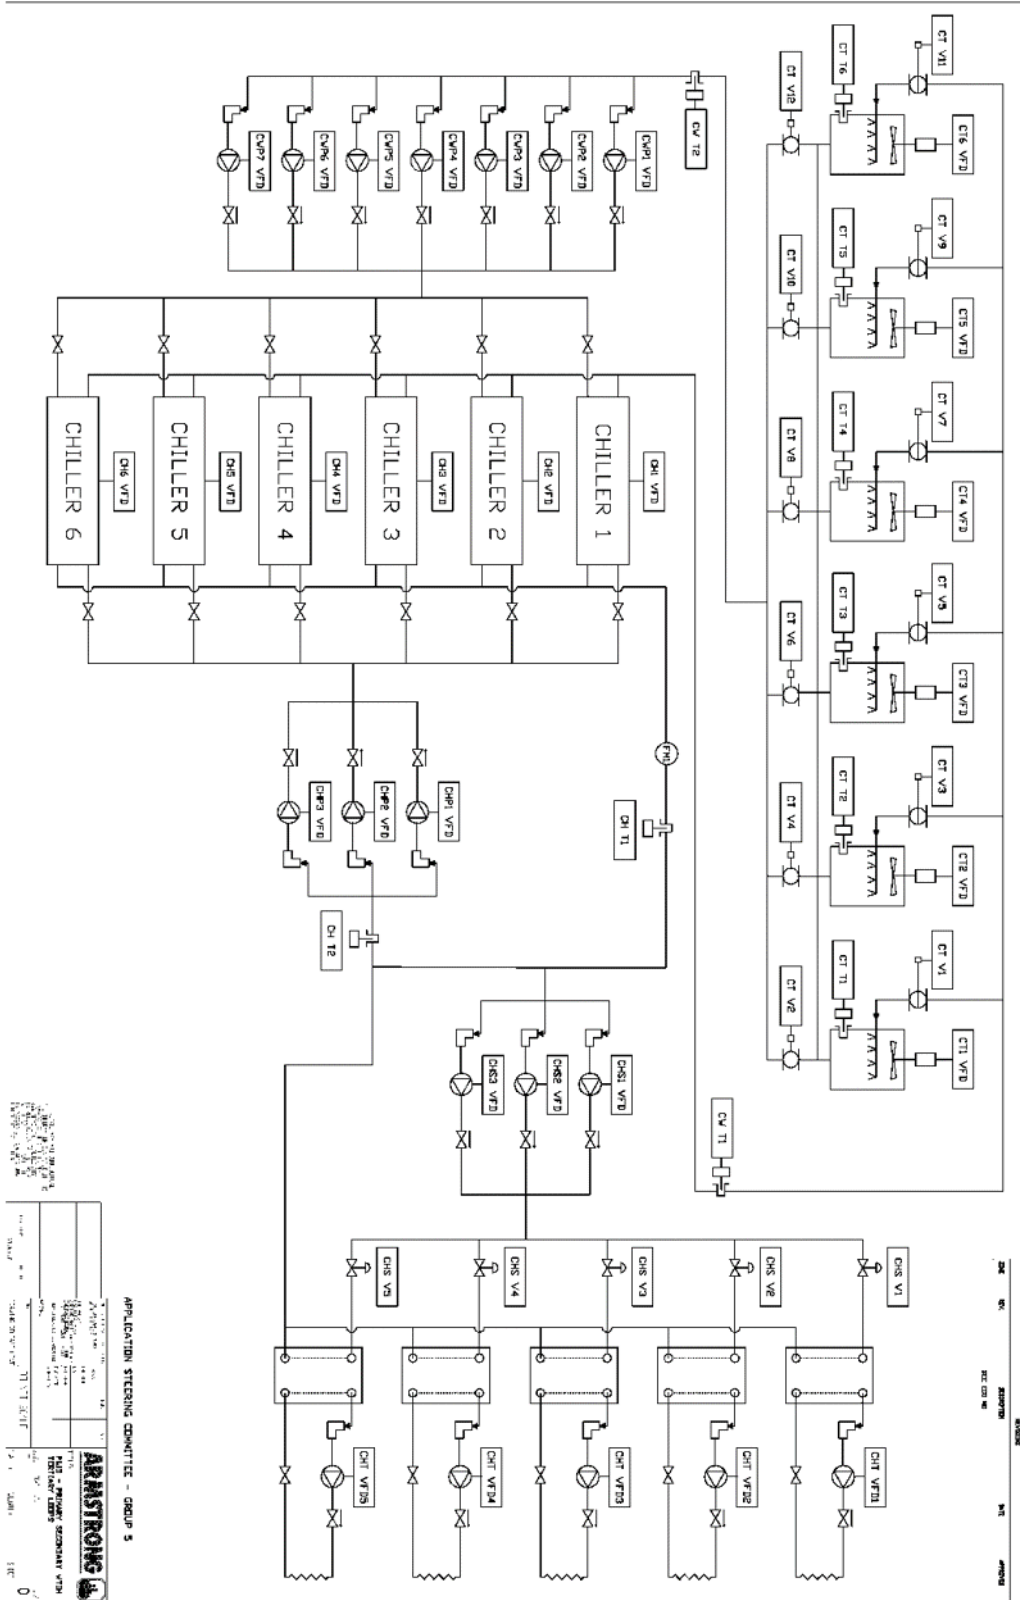 CT V11
CT T6
CT V12
CT6 VFD
CW T2
CWP7 VFD
CWP6 VFD
CWP5 VFD
CWP4 VFD
CWP3 VFD
CWP2 VFD
CWP1 VFD
CT V9
CT T5
CT V10
CT5 VFD
CT V7
CT T4
CT V8
CT4 VFD
CHILLER 6
CHILLER 5
CHILLER 4
CHILLER 3
CHILLER 2
CHILLER 1
CH6 VFD
CH5 VFD
CH4 VFD
CH3 VFD
CH2 VFD
CH1 VFD
CT V5
CT T3
CT V6
CT3 VFD
FM1
CH T1
CHP3 VFD
CHP2 VFD
CHP1 VFD
CH T2
CT V3
CT T2
CT V4
CT2 VFD
CT V1
CT T1
CT V2
CT1 VFD
CHS3 VFD
CHS2 VFD
CHS1 VFD
CW T1
CHS V5
CHS V4
CHS V3
CHS V2
CHS V1
CHT VFD5
CHT VFD4
CHT VFD3
CHT VFD2
CHT VFD1
APPLICATION STEERING COMMITTEE - GROUP 5
ARMSTRONG
PRIMARY SECONDARY WITH
TERTIARY LOOPS
0